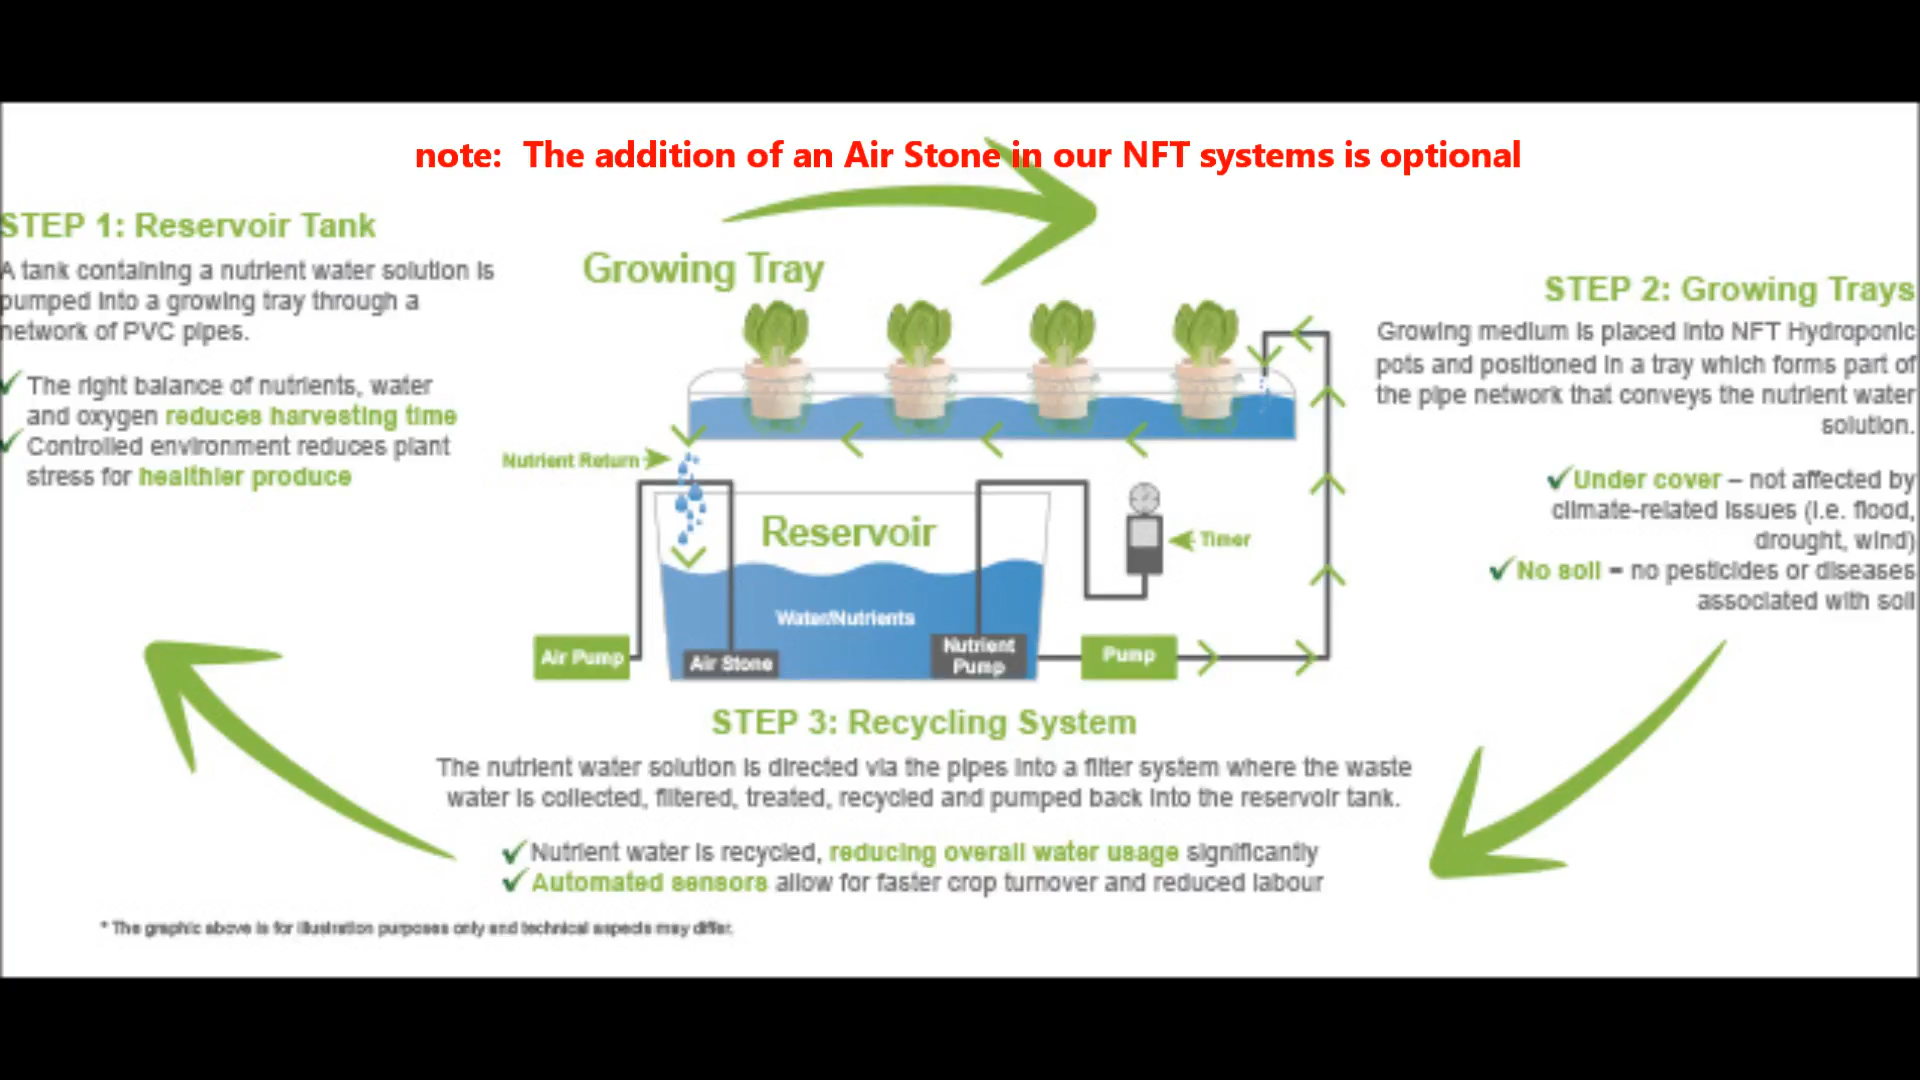 note: The addition of an Air Stone in our NFT systems is optional
STEP 1: Reservoir Tank
A tank containing a nutrient water solution is
pumped into a growing tray through a
network of PVC pipes.
The right balance of nutrients, water
and oxygen reduces harvesting time
Controlled environment reduces plant
stress for healthier produce
Growing Tray
Nutrient Return
Reservoir
Timer
Water/Nutrients
Air Pump
Air Stone
Nutrient
Pump
Pump
STEP 2: Growing Trays
Growing medium is placed into NFT Hydroponic
pots and positioned in a tray which forms part of
the pipe network that conveys the nutrient water
solution.
Under cover – not affected by
climate-related issues (i.e. flood,
drought, wind)
No soil – no pesticides or diseases
associated with soil
STEP 3: Recycling System
The nutrient water solution is directed via the pipes into a filter system where the waste
water is collected, filtered, treated, recycled and pumped back into the reservoir tank.
Nutrient water is recycled, reducing overall water usage significantly
Automated sensors allow for faster crop turnover and reduced labour
* The graphic above is for illustration purposes only and technical aspects may differ.